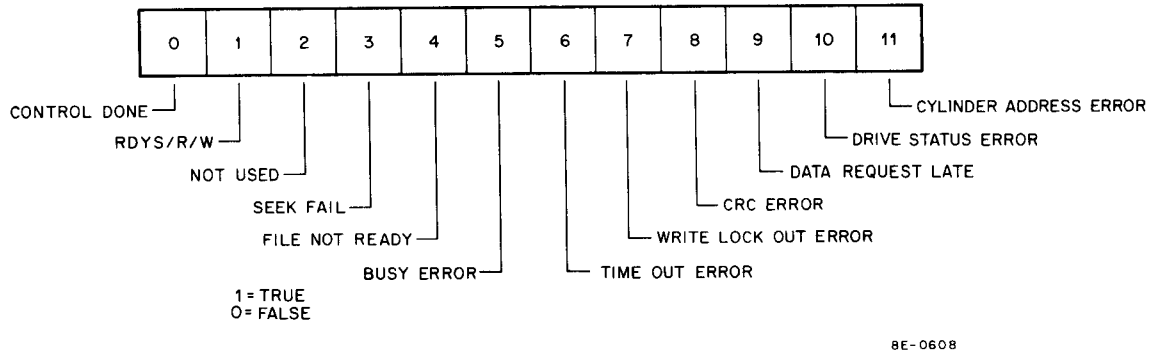 0 1 2 3 4 5 6 7 8 9 10 11
CONTROL DONE
CYLINDER ADDRESS ERROR
RDYS/R/W
DRIVE STATUS ERROR
NOT USED
DATA REQUEST LATE
SEEK FAIL
CRC ERROR
FILE NOT READY
WRITE LOCK OUT ERROR
BUSY ERROR
TIME OUT ERROR
1 = TRUE
0 = FALSE
8E-0608